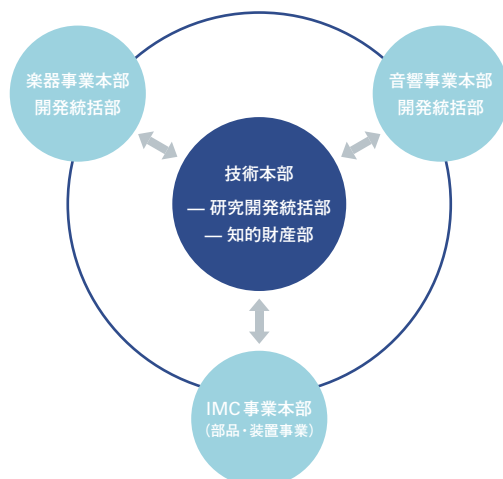 楽器事業本部
開発統括部
音響事業本部
開発統括部
技術本部
― 研究開発統括部
― 知的財産部
IMC事業本部
（部品・装置事業）